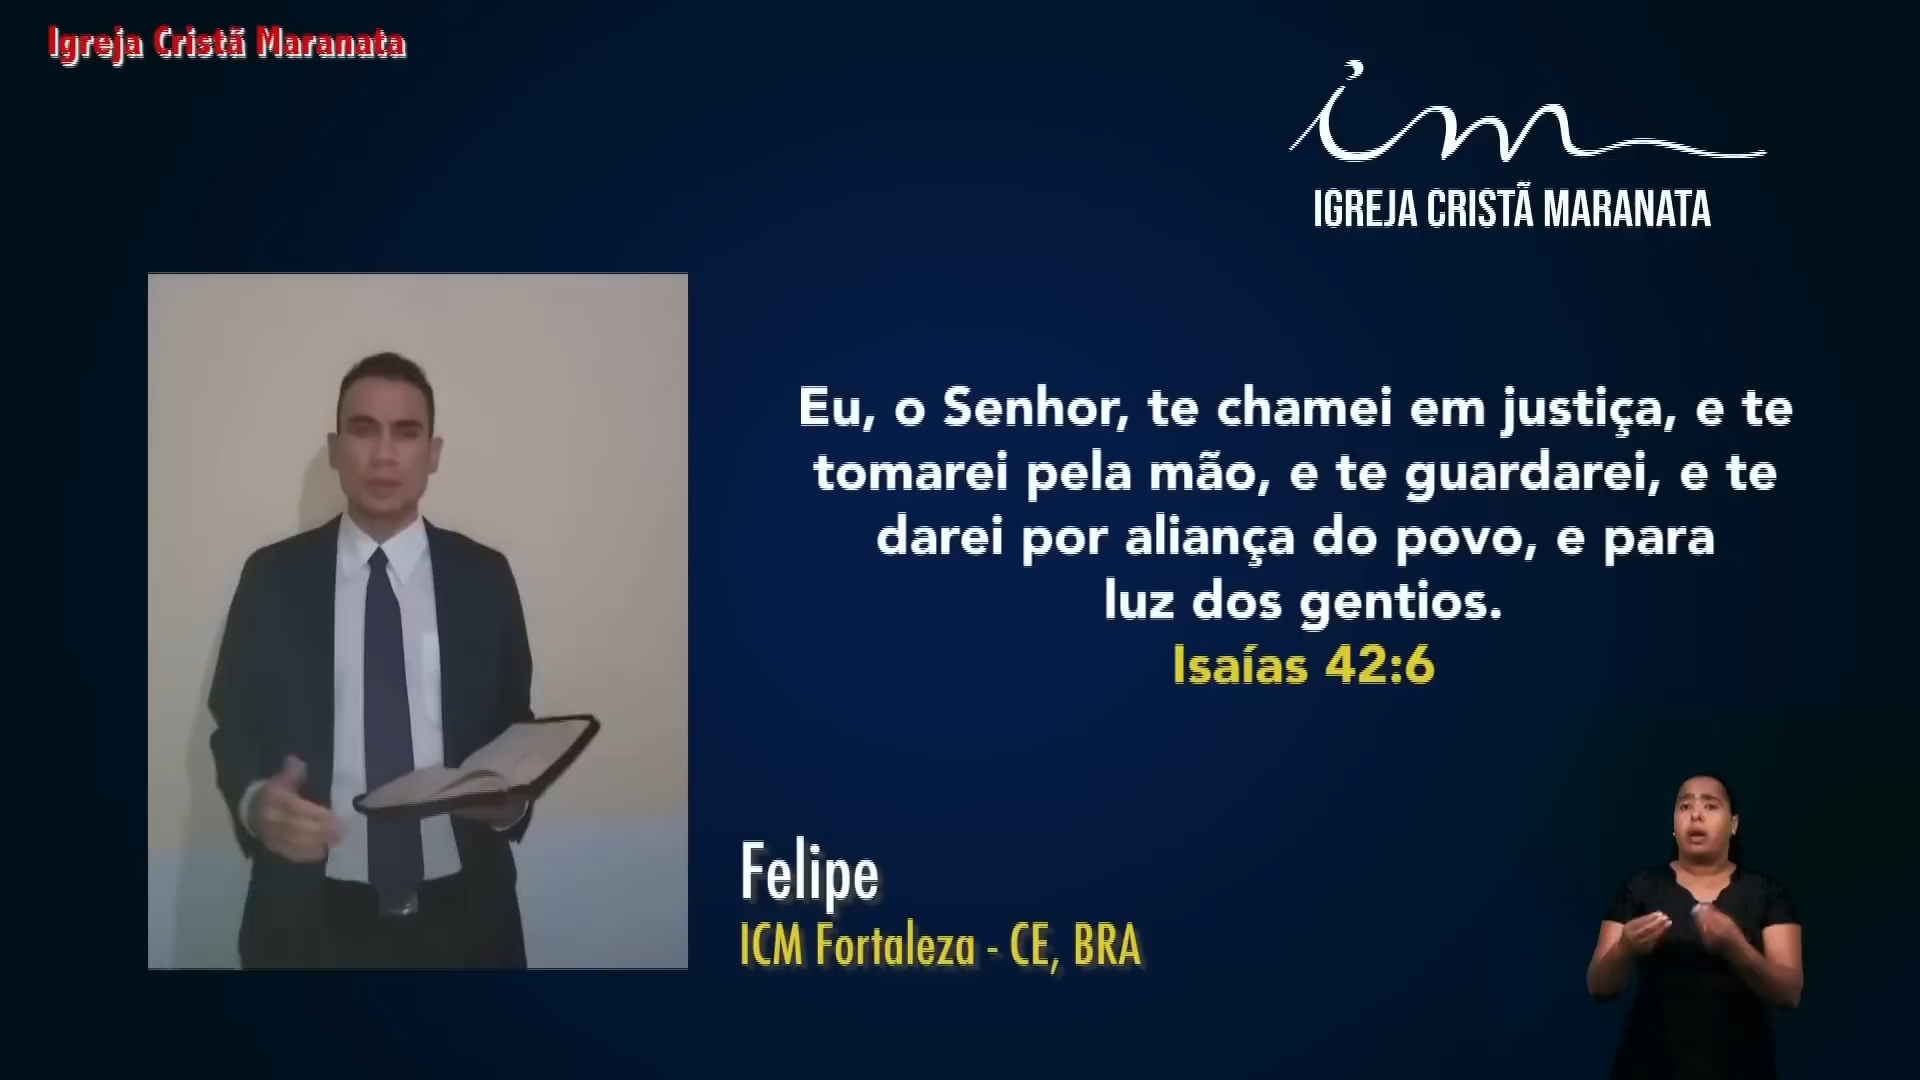 Igreja Cristã Maranata
icm
IGREJA CRISTÃ MARANATA
Eu, o Senhor, te chamei em justiça, e te
tomarei pela mão, e te guardarei, e te
darei por aliança do povo, e para
luz dos gentios.
Isaías 42:6
Felipe
ICM Fortaleza - CE, BRA